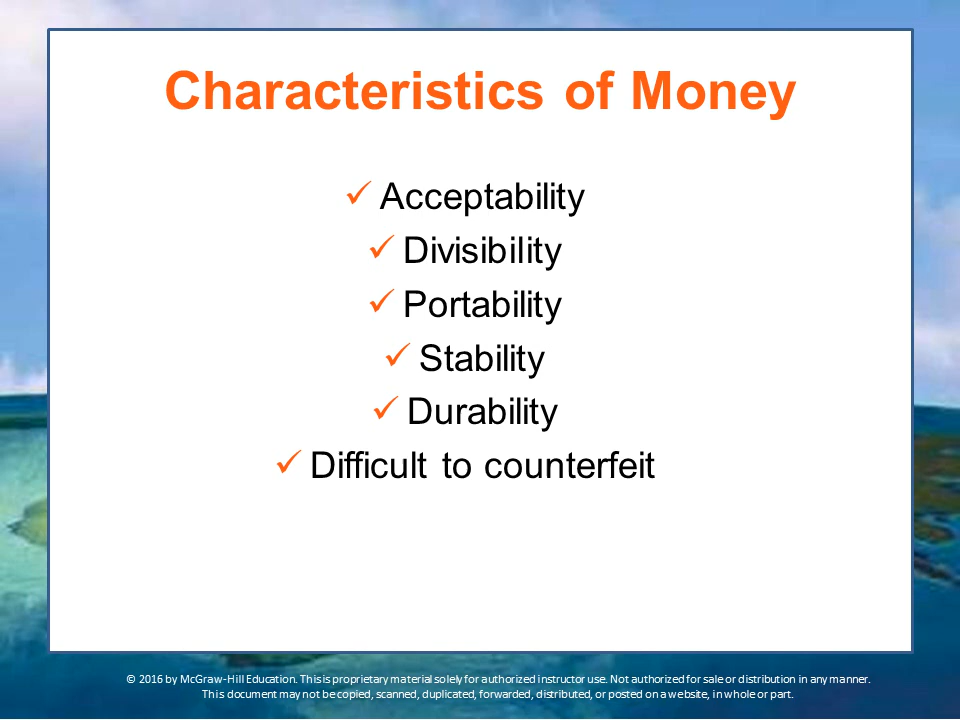 Characteristics of Money
✓ Acceptability
✓ Divisibility
✓ Portability
✓ Stability
✓ Durability
✓ Difficult to counterfeit
© 2016 by McGraw-Hill Education. This is proprietary material solely for authorized instructor use. Not authorized for sale or distribution in any manner.
This document may not be copied, scanned, duplicated, forwarded, distributed, or posted on a website, in whole or part.